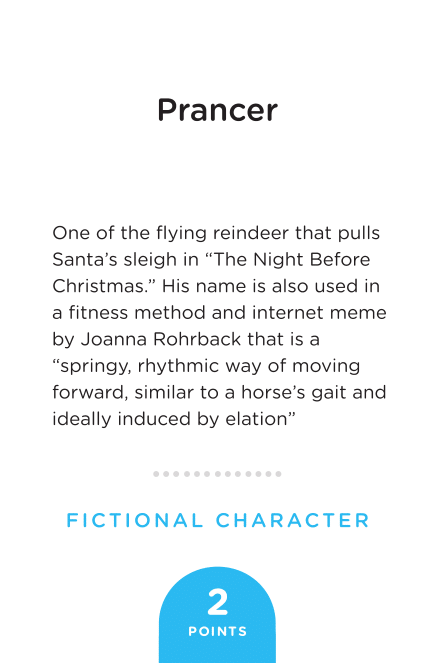 Prancer
One of the flying reindeer that pulls
Santa’s sleigh in “The Night Before
Christmas.” His name is also used in
a fitness method and internet meme
by Joanna Rohrback that is a
“springy, rhythmic way of moving
forward, similar to a horse’s gait and
ideally induced by elation”
FICTIONAL CHARACTER
2
POINTS